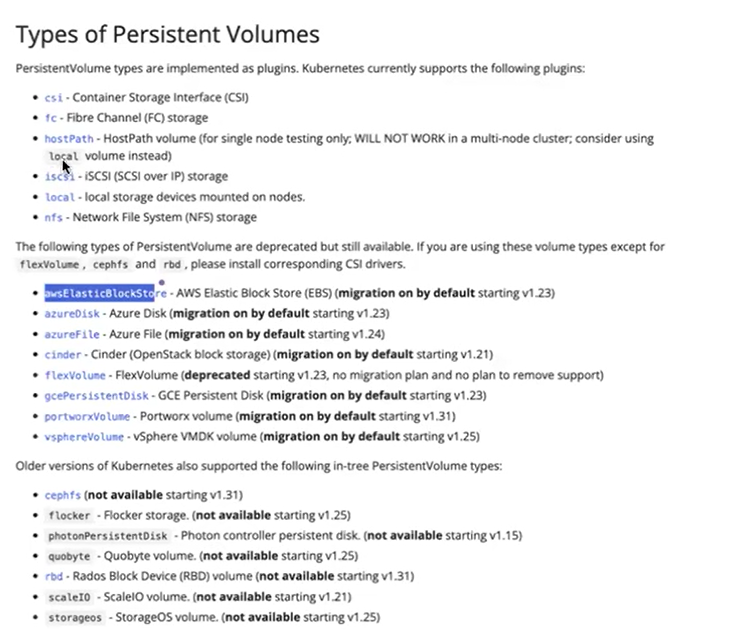 Types of Persistent Volumes
PersistentVolume types are implemented as plugins. Kubernetes currently supports the following plugins:
• csi - Container Storage Interface (CSI)
• fc - Fibre Channel (FC) storage
• hostPath - HostPath volume (for single node testing only; WILL NOT WORK in a multi-node cluster; consider using
local volume instead)
• iscsi - iSCSI (SCSI over IP) storage
• local - local storage devices mounted on nodes.
• nfs - Network File System (NFS) storage
The following types of PersistentVolume are deprecated but still available. If you are using these volume types except for
flexVolume, cephfs and rbd, please install corresponding CSI drivers.
• awsElasticBlockStore - AWS Elastic Block Store (EBS) (migration on by default starting v1.23)
• azureDisk - Azure Disk (migration on by default starting v1.23)
• azureFile - Azure File (migration on by default starting v1.24)
• cinder - Cinder (OpenStack block storage) (migration on by default starting v1.21)
• flexVolume - FlexVolume (deprecated starting v1.23, no migration plan and no plan to remove support)
• gcePersistentDisk - GCE Persistent Disk (migration on by default starting v1.23)
• portworxVolume - Portworx volume (migration on by default starting v1.31)
• vsphereVolume - vSphere VMDK volume (migration on by default starting v1.25)
Older versions of Kubernetes also supported the following in-tree PersistentVolume types:
• cephfs (not available starting v1.31)
• flocker - Flocker storage. (not available starting v1.25)
• photonPersistentDisk - Photon controller persistent disk. (not available starting v1.15)
• quobyte - Quobyte volume. (not available starting v1.25)
• rbd - Rados Block Device (RBD) volume (not available starting v1.31)
• scaleIO - ScaleIO volume. (not available starting v1.21)
• storageos - StorageOS volume. (not available starting v1.25)